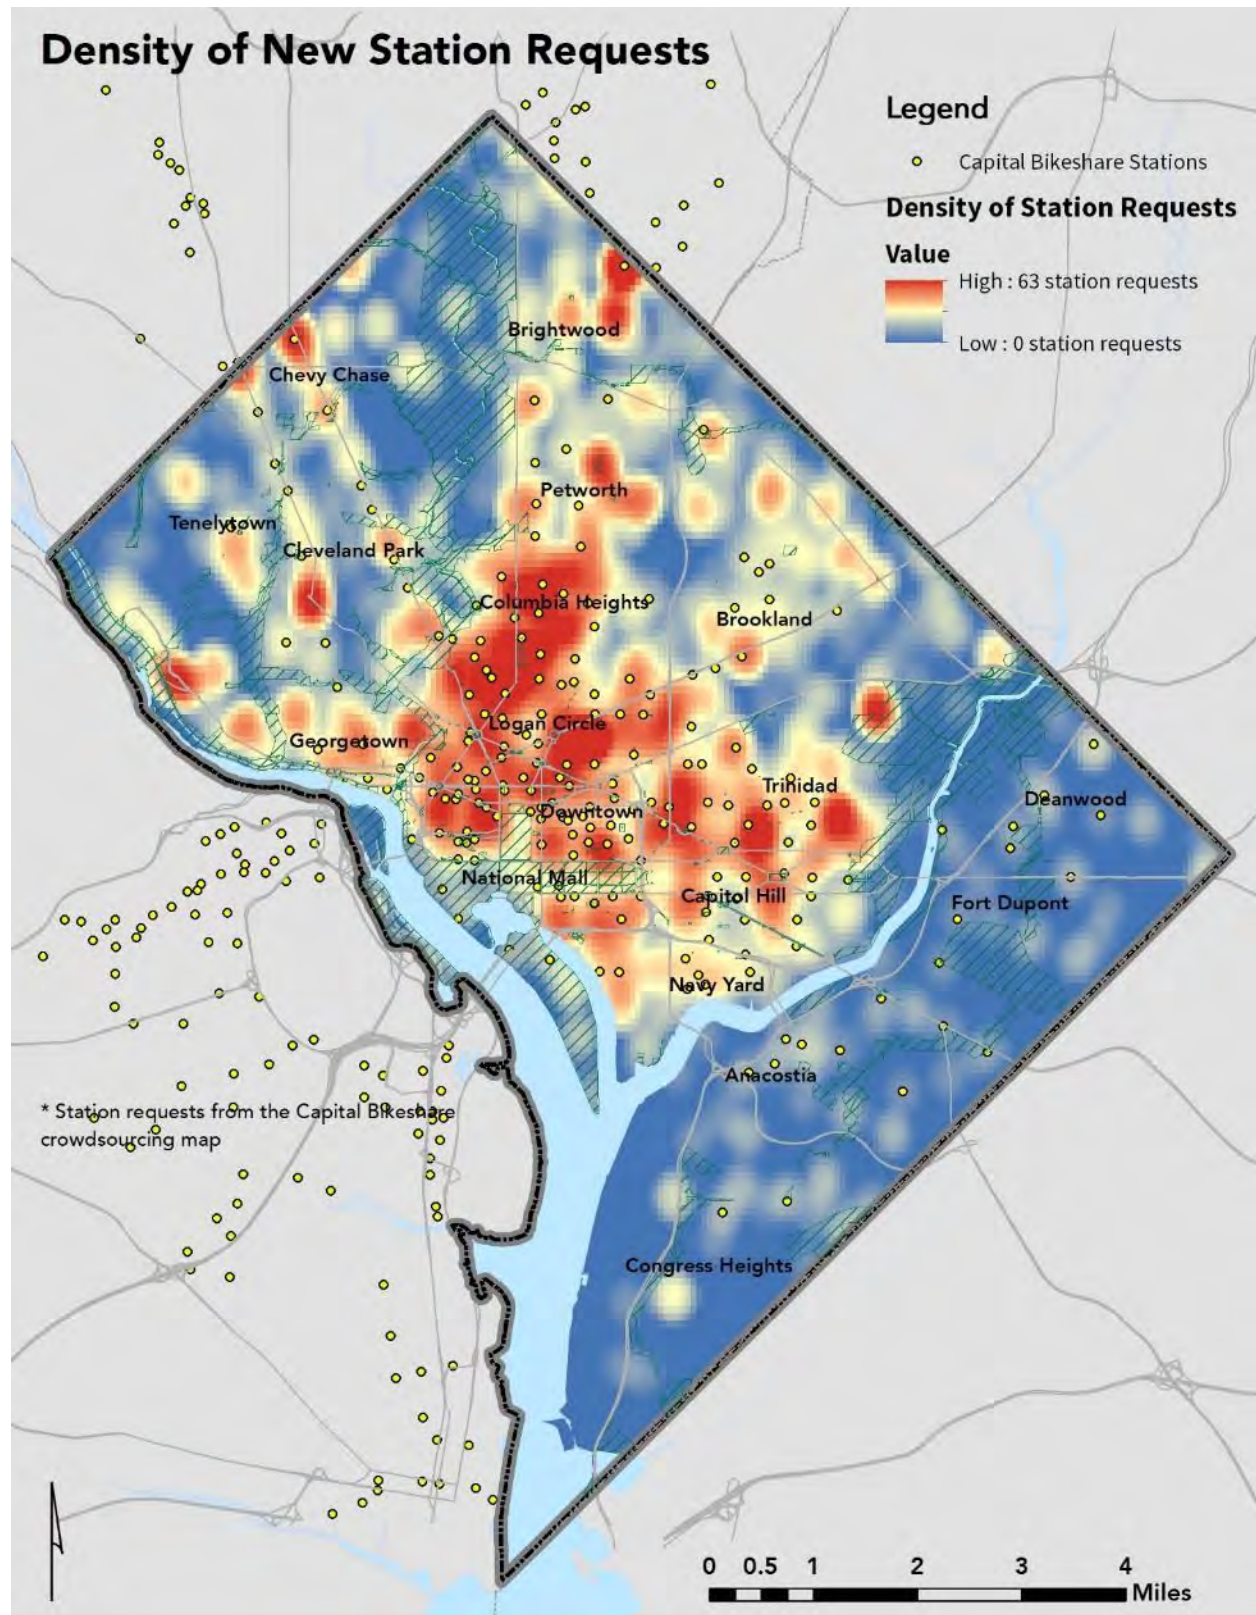 Density of New Station Requests
Legend
Capital Bikeshare Stations
Density of Station Requests
Value
High : 63 station requests
Low : 0 station requests
Brightwood
Chevy Chase
Petworth
Tenelytown
Cleveland Park
Columbia Heights
Brookland
Logan Circle
Georgetown
Trinidad
Deanwood
Downtown
National Mall
Capitol Hill
Fort Dupont
Navy Yard
Anacostia
* Station requests from the Capital Bikeshare
crowdsourcing map
Congress Heights
0 0.5 1 2 3 4
Miles